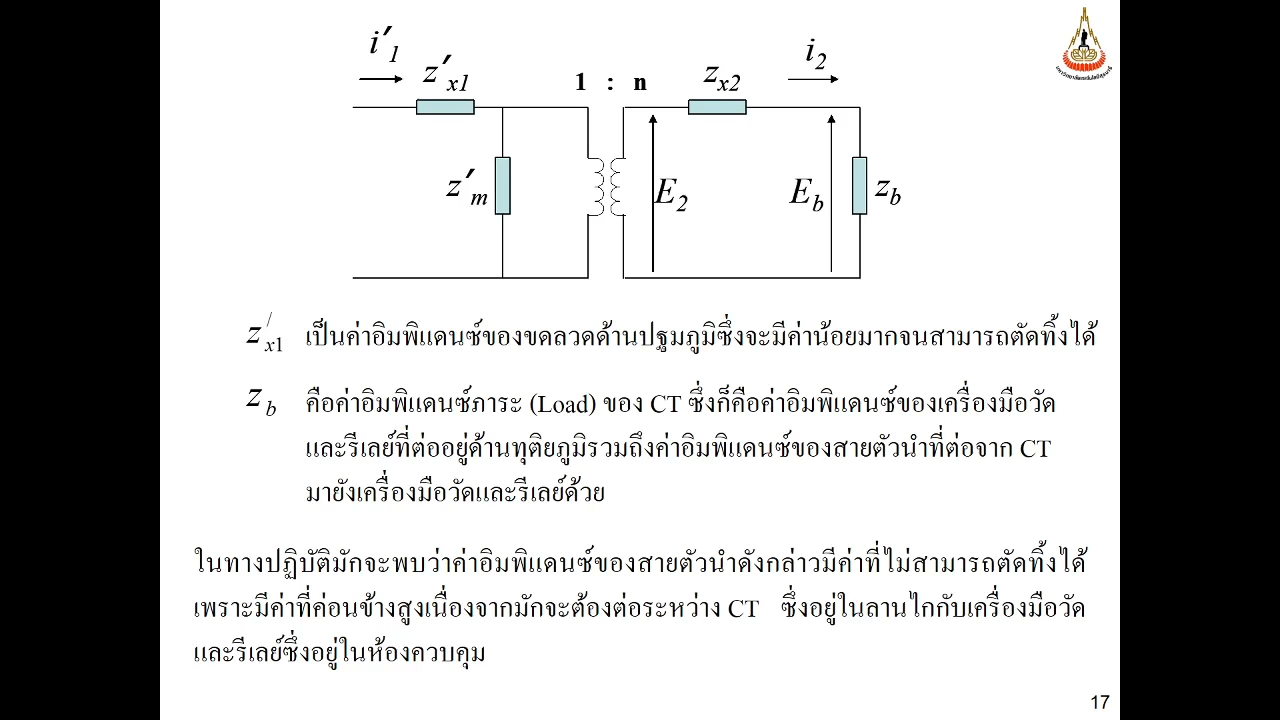 i′1
z′x1
1 : n
zx2
i2
z′m
E2
Eb
zb
z/x1 เป็นค่าอิมพิแดนซ์ของขดลวดด้านปฐมภูมิซึ่งจะมีค่าน้อยมากจนสามารถตัดทิ้งได้
zb คือค่าอิมพิแดนซ์ภาระ (Load) ของ CT ซึ่งก็คือค่าอิมพิแดนซ์ของเครื่องมือวัด
และรีเลย์ที่ต่ออยู่ด้านทุติยภูมิรวมถึงค่าอิมพิแดนซ์ของสายตัวนำที่ต่อจาก CT
มายังเครื่องมือวัดและรีเลย์ด้วย
ในทางปฏิบัติมักจะพบว่าค่าอิมพิแดนซ์ของสายตัวนำดังกล่าวมีค่าที่ไม่สามารถตัดทิ้งได้
เพราะมีค่าที่ค่อนข้างสูงเนื่องจากมักจะต้องต่อระหว่าง CT ซึ่งอยู่ในลานไกกับเครื่องมือวัด
และรีเลย์ซึ่งอยู่ในห้องควบคุม
17